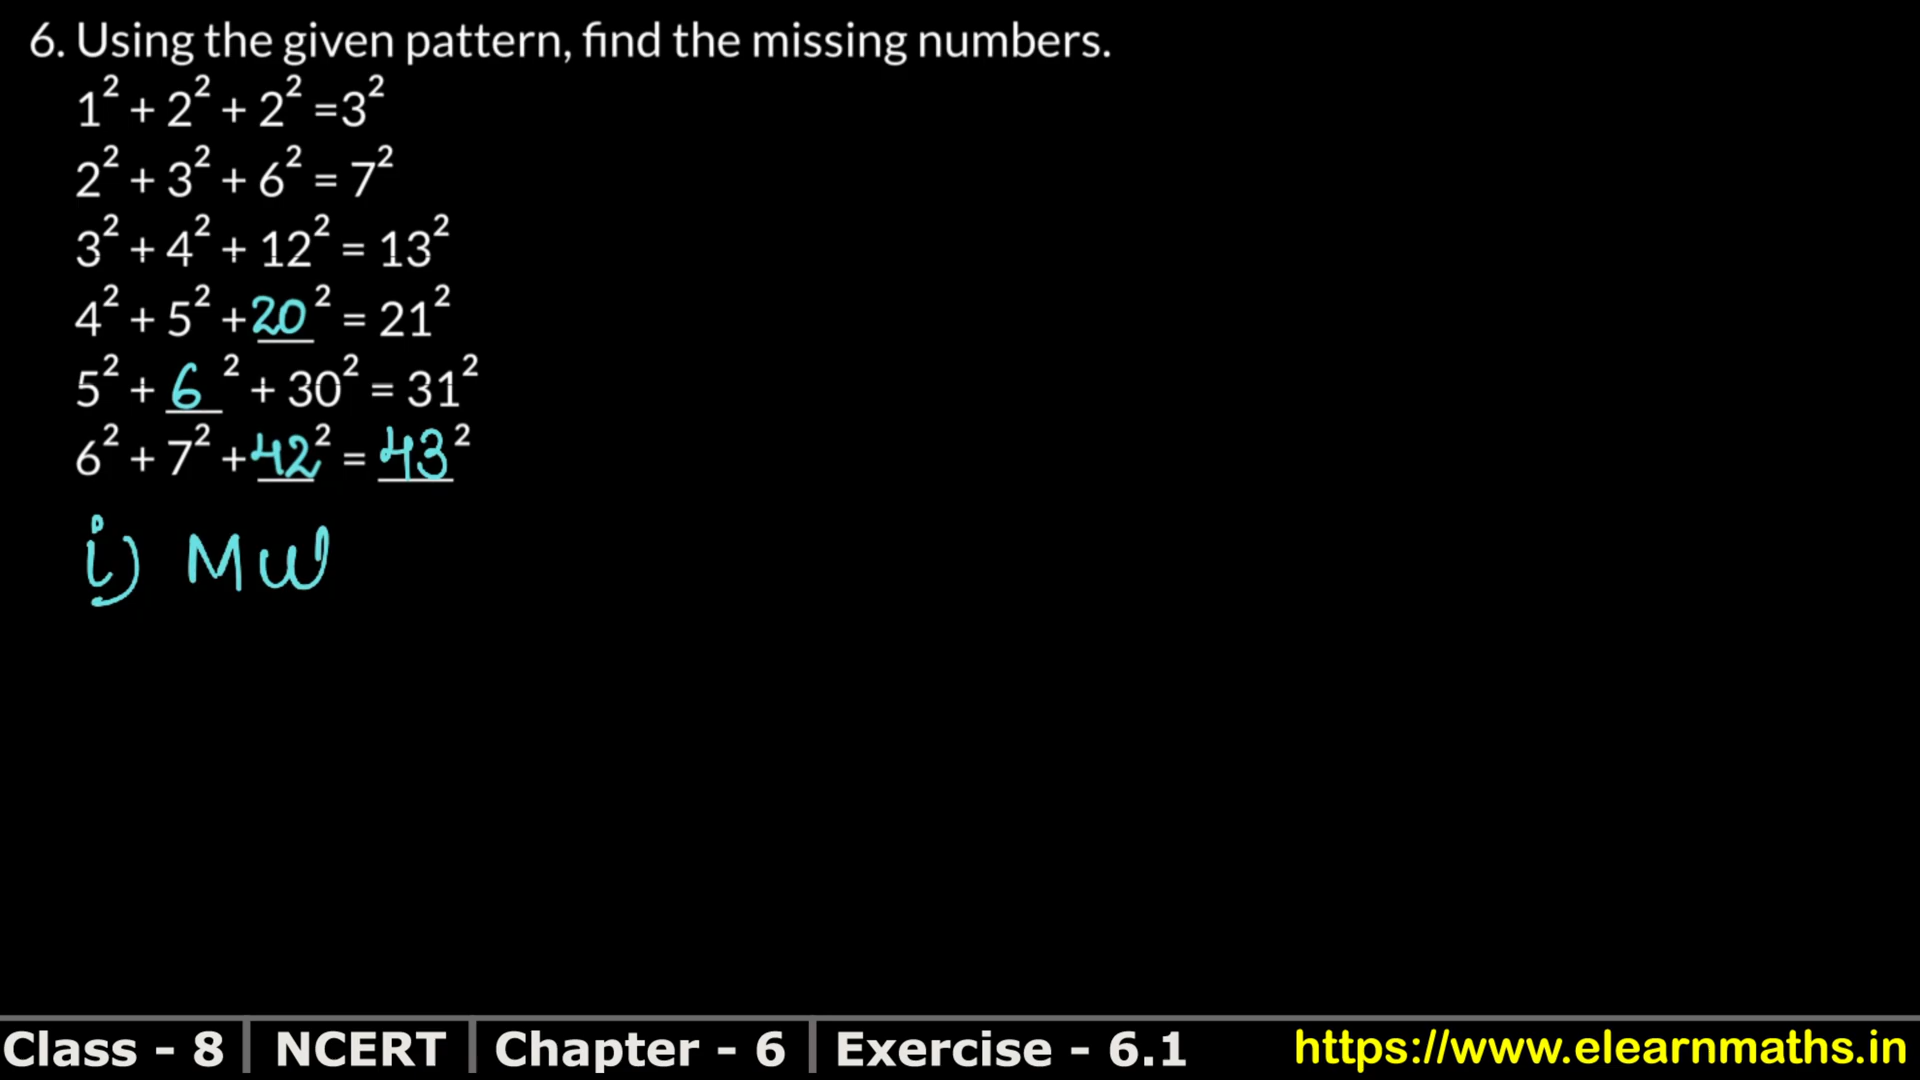 6. Using the given pattern, find the missing numbers.
1² + 2² + 2² =3²
2² + 3² + 6² = 7²
3² + 4² + 12² = 13²
4² + 5² + 20² = 21²
5² + 6² + 30² = 31²
6² + 7² + 42² = 43²
i) Mul
Class - 8 | NCERT | Chapter - 6 | Exercise - 6.1 https://www.elearnmaths.in